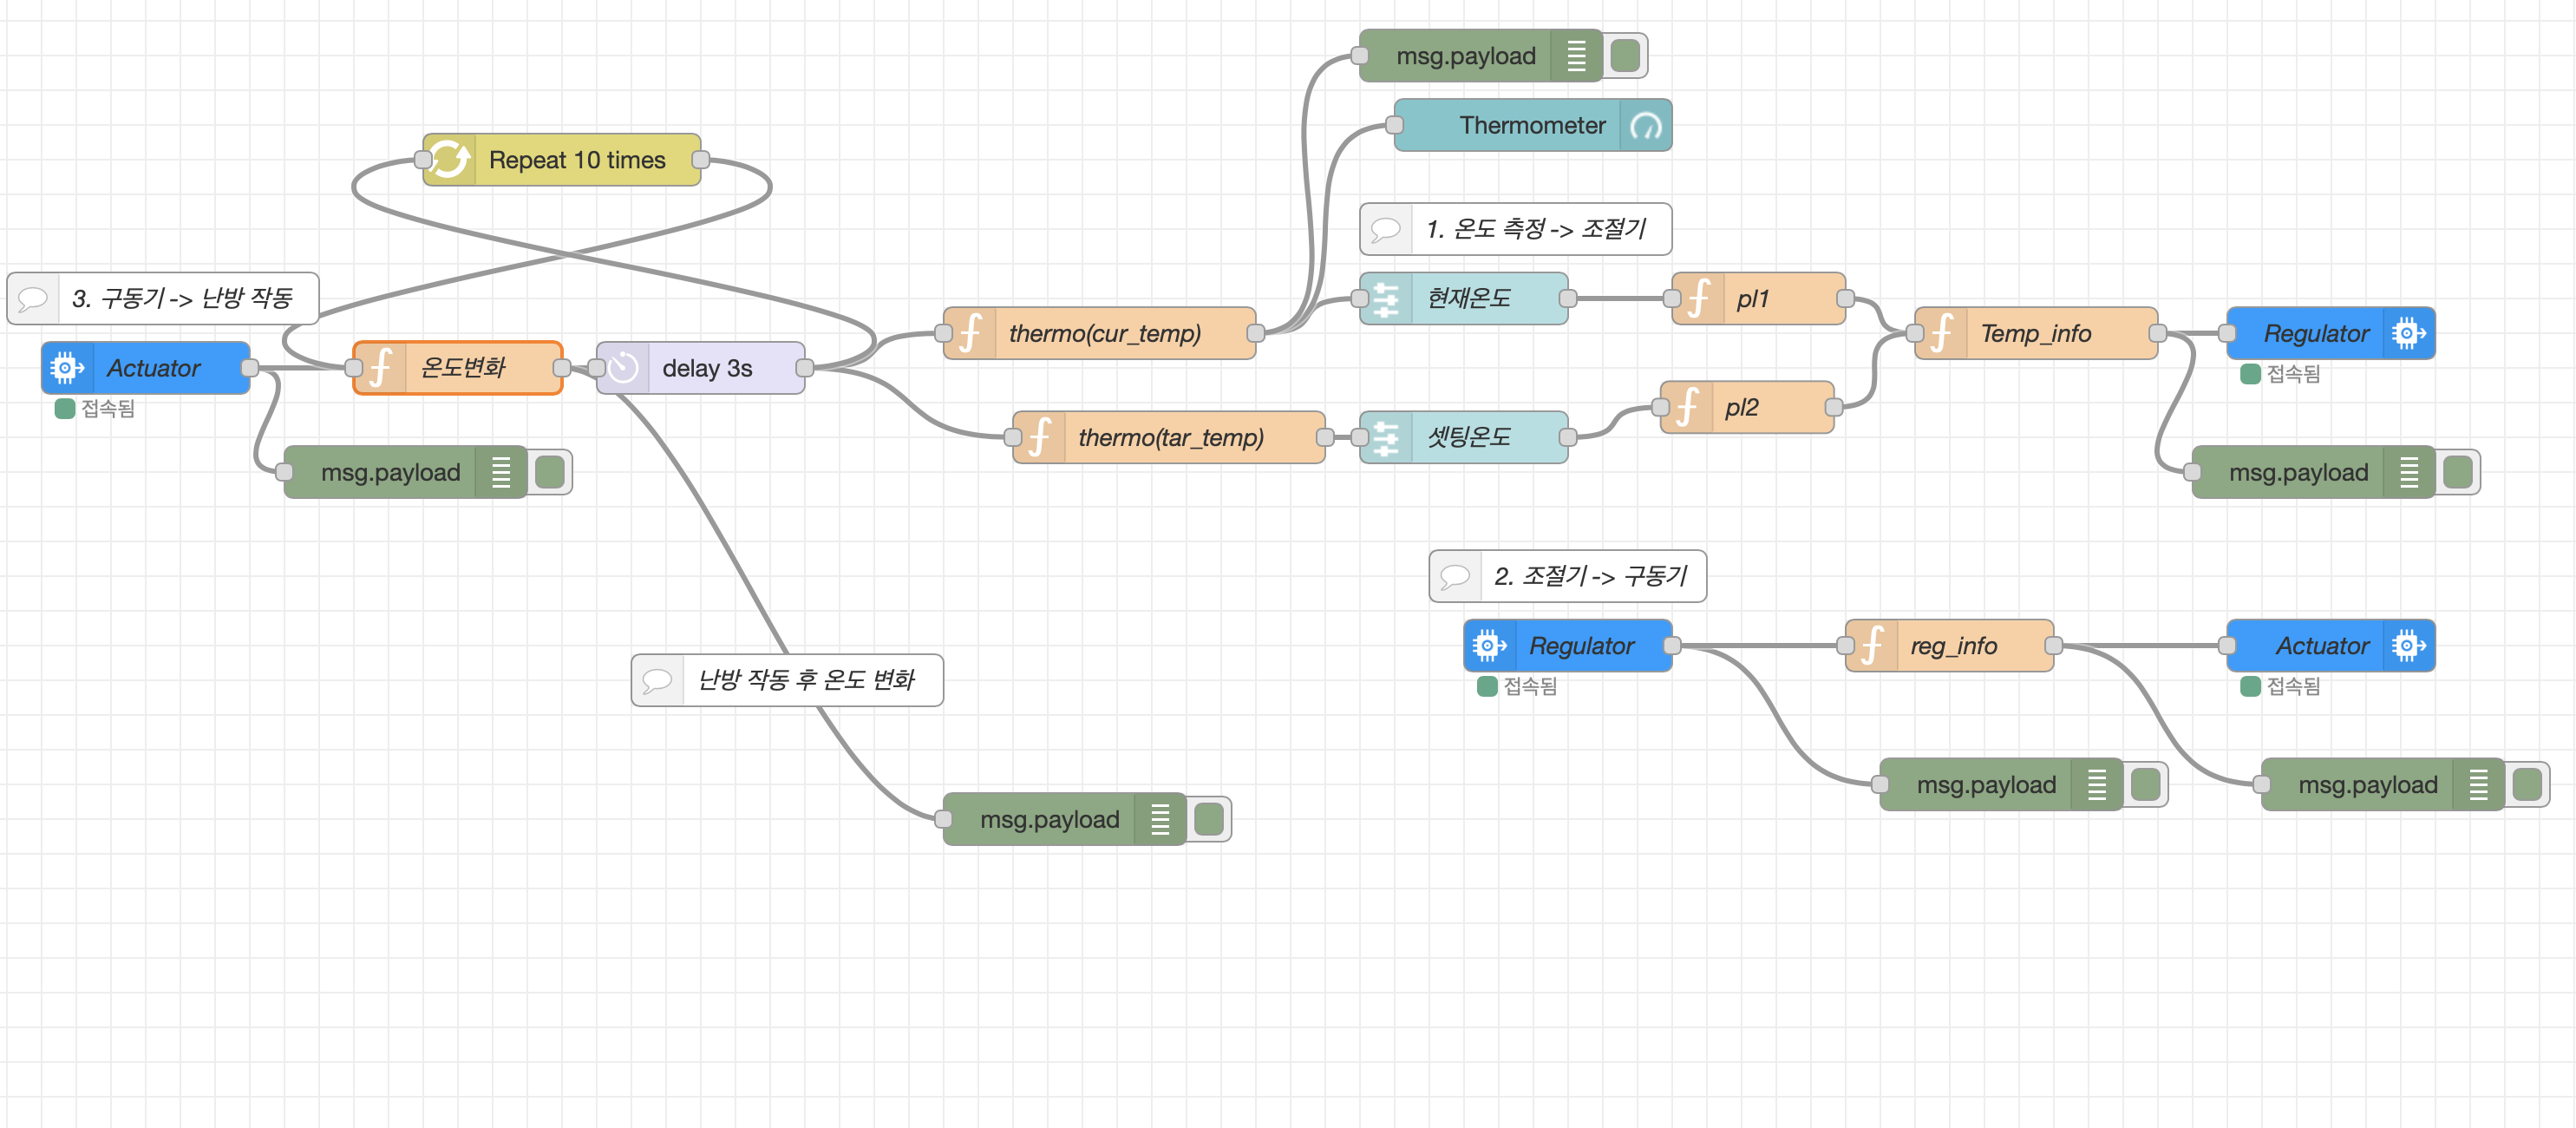 msg.payload
Thermometer
Repeat 10 times
1. 온도 측정 -> 조절기
3. 구동기 -> 난방 작동
현재온도
pl1
thermo(cur_temp)
Temp_info
Regulator
접속됨
Actuator
접속됨
온도변화
delay 3s
pl2
thermo(tar_temp)
셋팅온도
msg.payload
msg.payload
2. 조절기 -> 구동기
Regulator
접속됨
reg_info
Actuator
접속됨
난방 작동 후 온도 변화
msg.payload
msg.payload
msg.payload